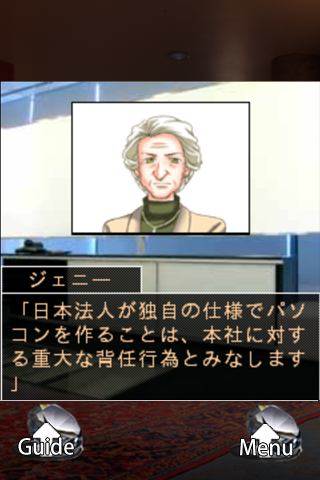 ジェニー
「日本法人が独自の仕様でパソ
コンを作ることは、本社に対す
る重大な背任行為とみなします
」
Guide
Menu